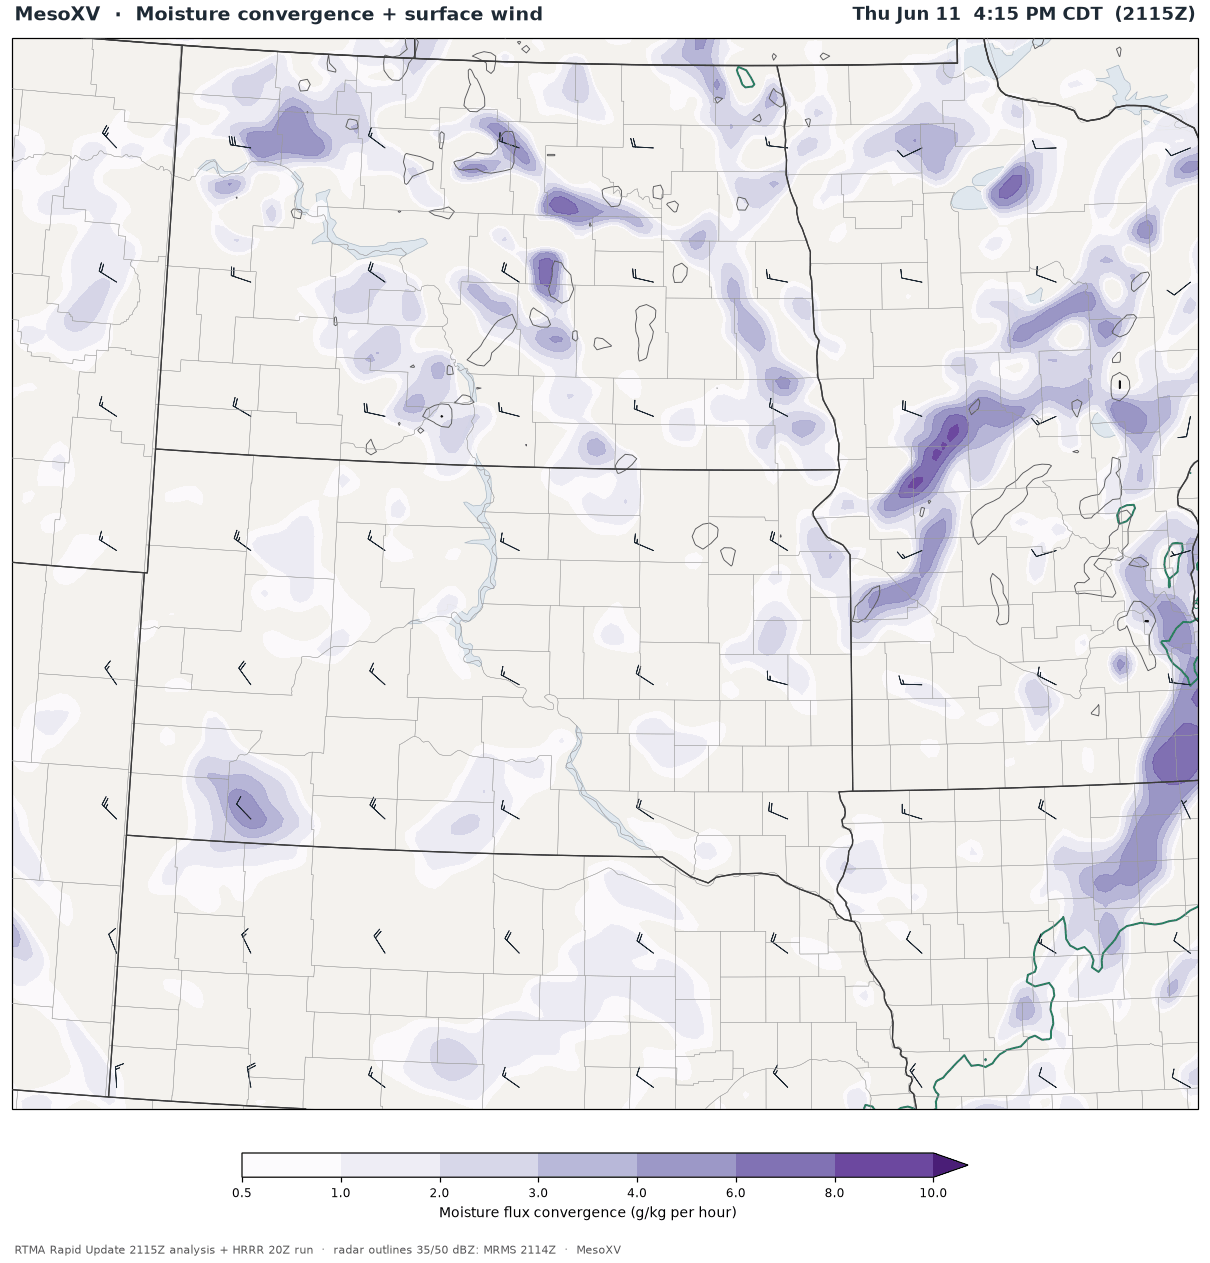 MesoXV · Moisture convergence + surface wind
Thu Jun 11 4:15 PM CDT (2115Z)
0.5 1.0 2.0 3.0 4.0 6.0 8.0 10.0
Moisture flux convergence (g/kg per hour)
RTMA Rapid Update 2115Z analysis + HRRR 20Z run · radar outlines 35/50 dBZ: MRMS 2114Z · MesoXV